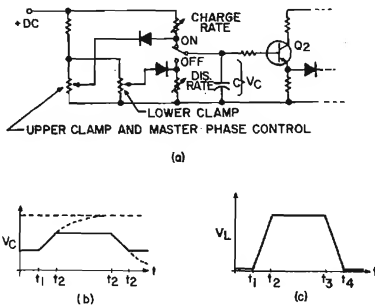 + DC
CHARGE
RATE
ON
OFF
DIS.
RATE
C
VC
Q2
LOWER CLAMP
UPPER CLAMP AND MASTER PHASE CONTROL
(a)
VC
t1 t2 t2 t2 t
(b)
VL
t1 t2 t3 t4 t
(c)